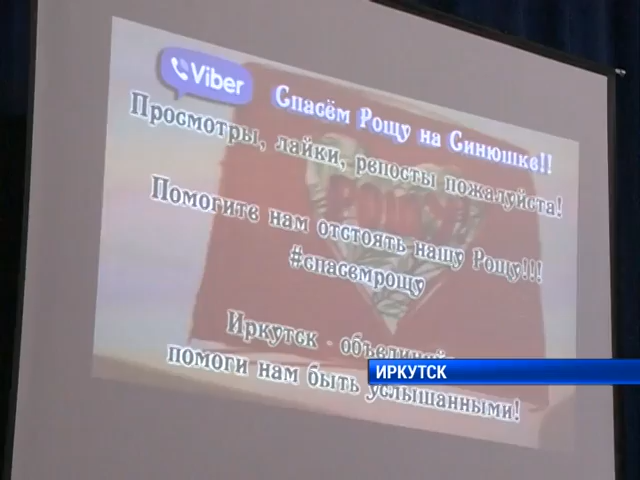 Viber
Спасём Рощу на Синюшке!!
Просмотры, лайки, репосты пожалуйста!
РОЩУ
Помогите нам отстоять нашу Рощу!!!
#спасемрощу
Иркутск
помоги нам быть услышанными!
ИРКУТСК